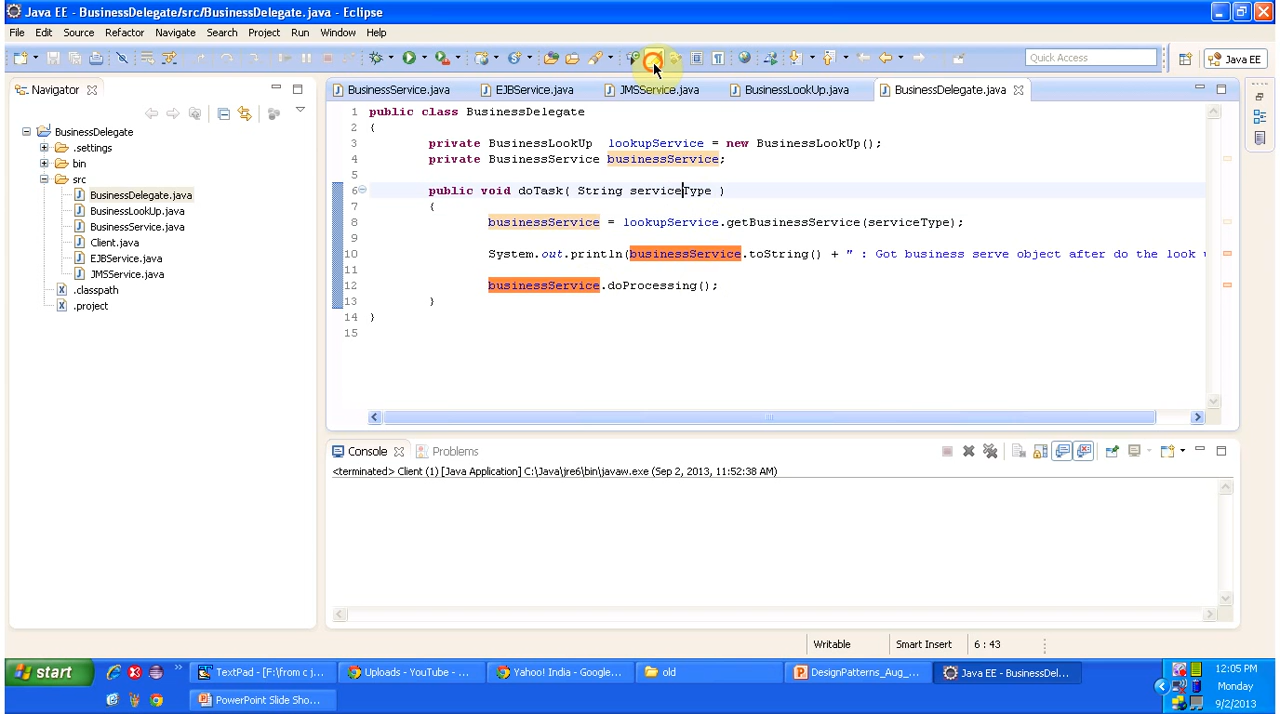 Java EE - BusinessDelegate/src/BusinessDelegate.java - Eclipse
File Edit Source Refactor Navigate Search Project Run Window Help
Quick Access
Java EE
Navigator
BusinessService.java EJBService.java JMSService.java BusinessLookUp.java BusinessDelegate.java
BusinessDelegate
.settings
bin
src
BusinessDelegate.java
BusinessLookUp.java
BusinessService.java
Client.java
EJBService.java
JMSService.java
.classpath
.project
1 public class BusinessDelegate
2 {
3 private BusinessLookUp lookupService = new BusinessLookUp();
4 private BusinessService businessService;
5
6 public void doTask( String serviceType )
7 {
8 businessService = lookupService.getBusinessService(serviceType);
9
10 System.out.println(businessService.toString() + " : Got business serve object after do the look
11
12 businessService.doProcessing();
13 }
14 }
15
Console Problems
<terminated> Client (1) [Java Application] C:\Java\jre6\bin\javaw.exe (Sep 2, 2013, 11:52:38 AM)
Writable Smart Insert 6 : 43
start TextPad - [F:\from c j... Uploads - YouTube - ... Yahoo! India - Google... old DesignPatterns_Aug_... Java EE - BusinessDel... 12:05 PM
Monday
PowerPoint Slide Sho... 9/2/2013